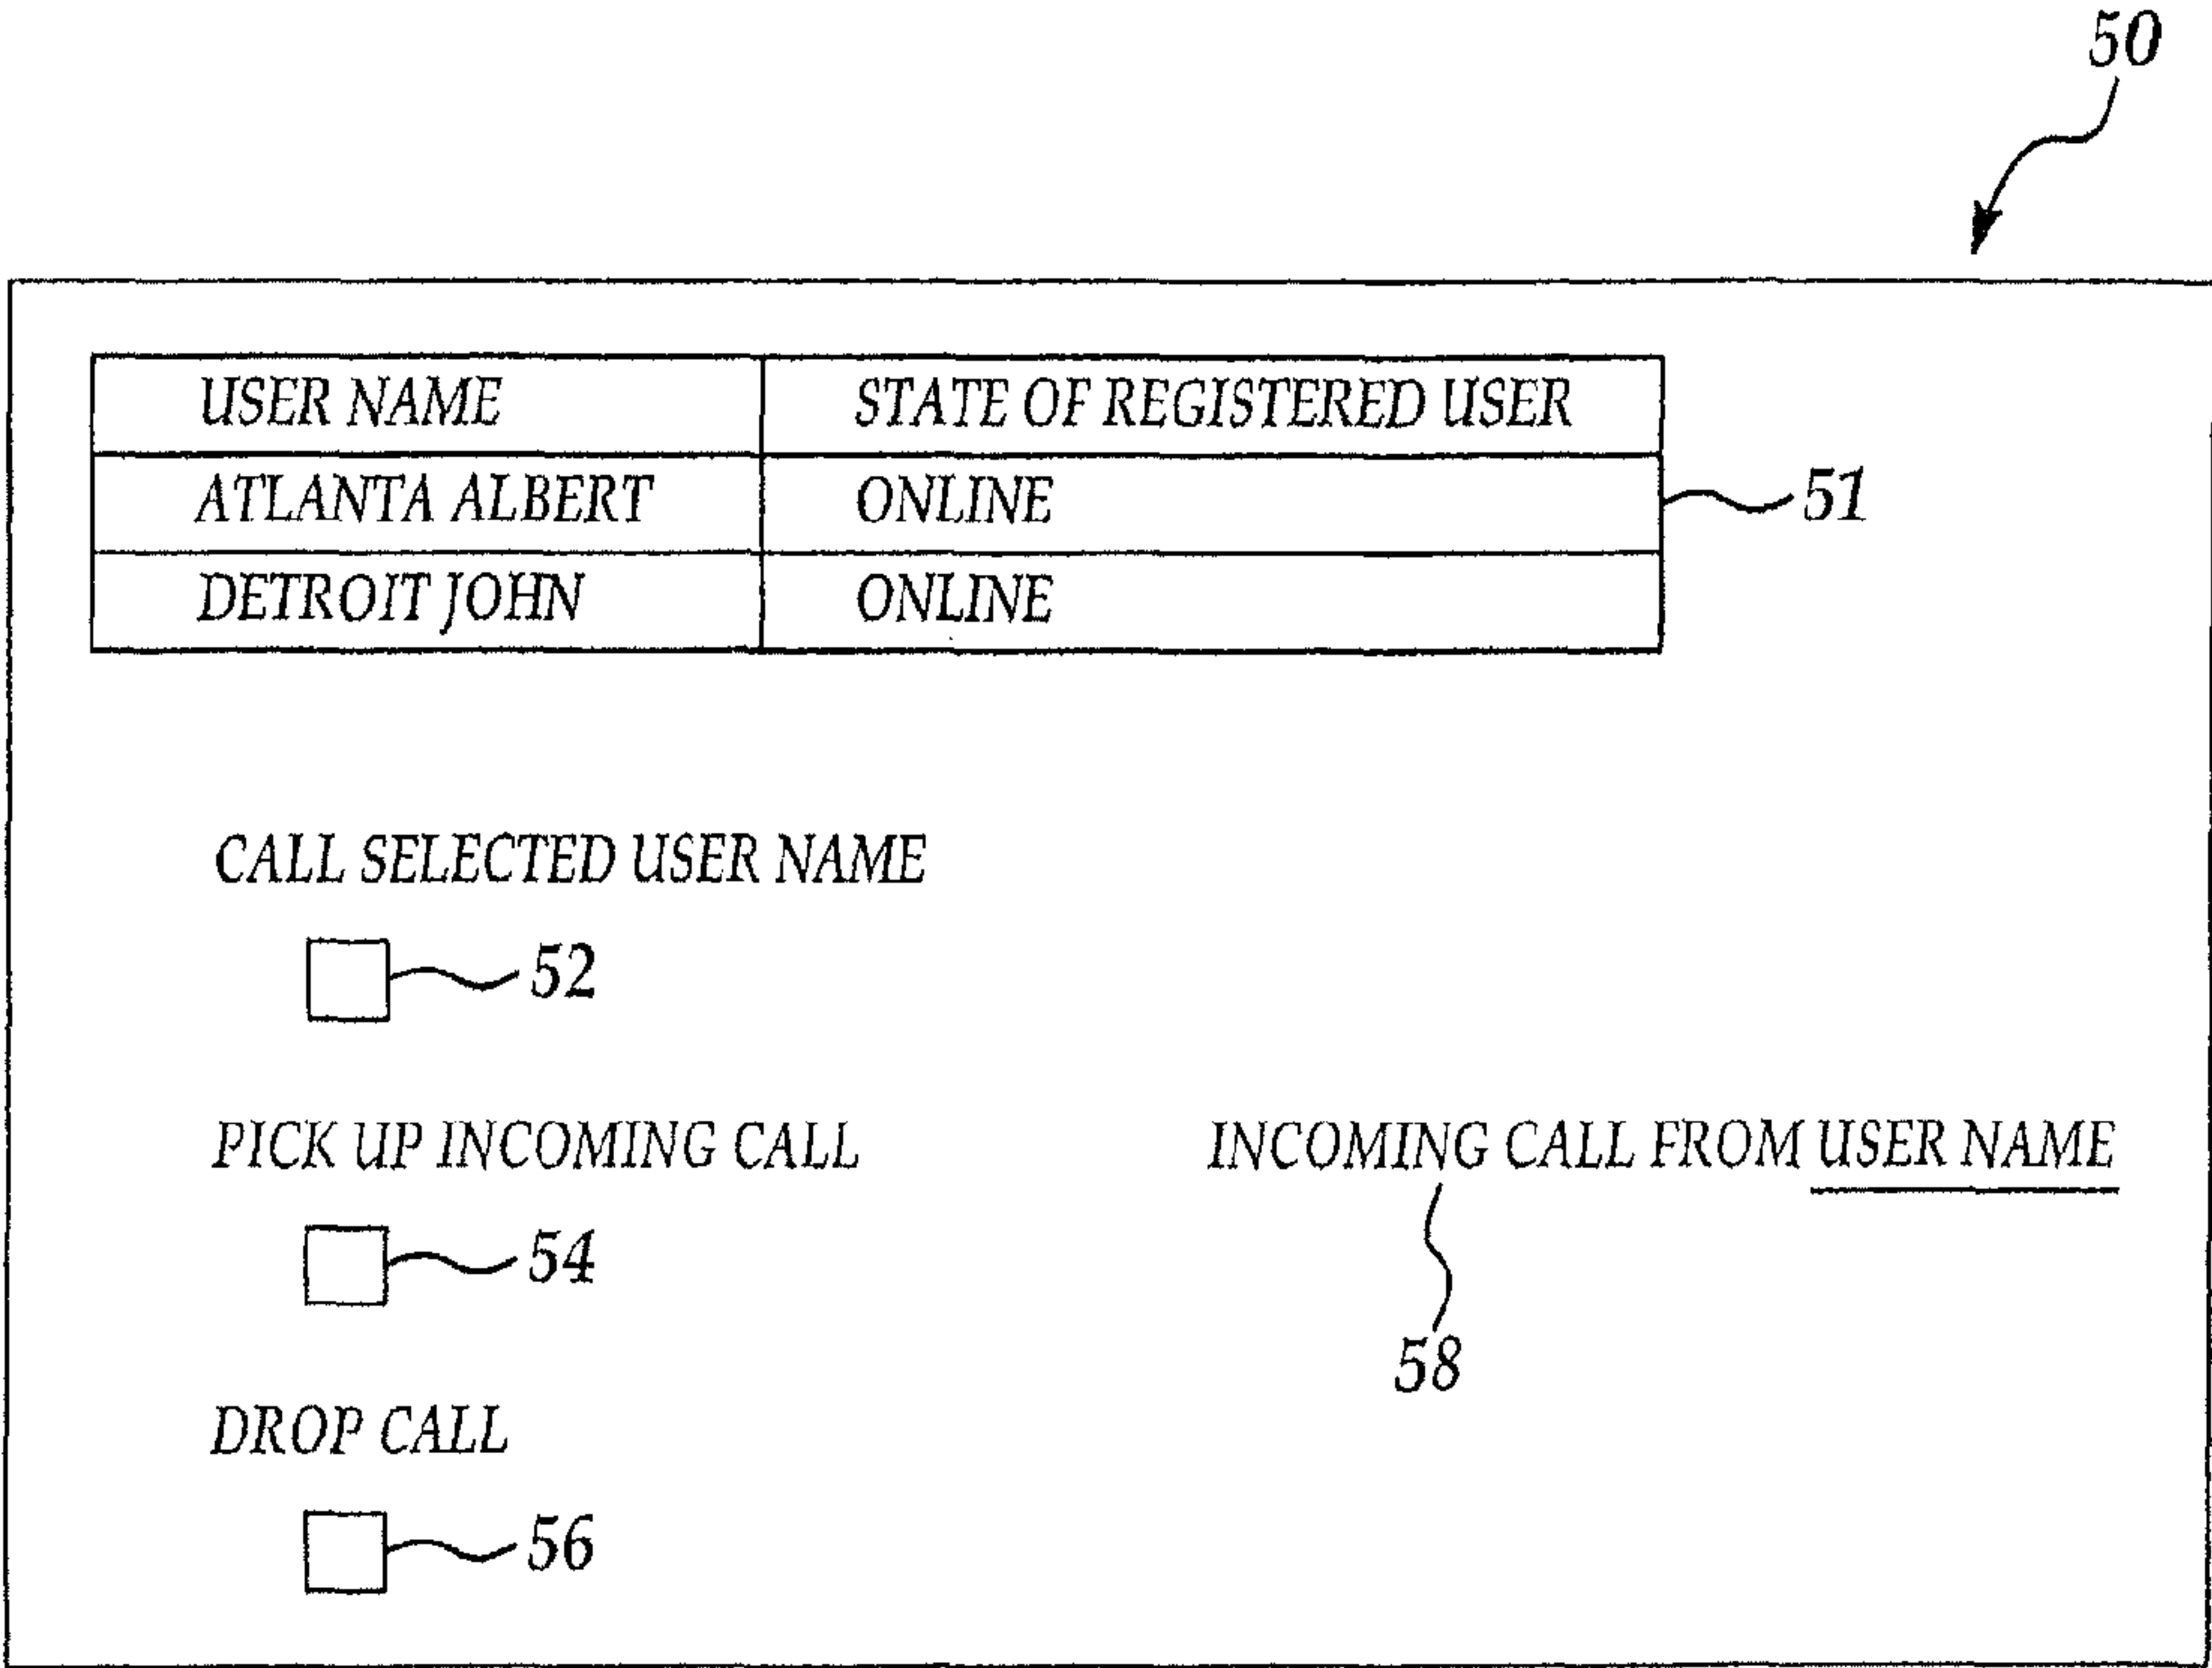 50
USER NAME STATE OF REGISTERED USER
ATLANTA ALBERT ONLINE 51
DETROIT JOHN ONLINE
CALL SELECTED USER NAME
52
PICK UP INCOMING CALL INCOMING CALL FROM USER NAME
54
58
DROP CALL
56